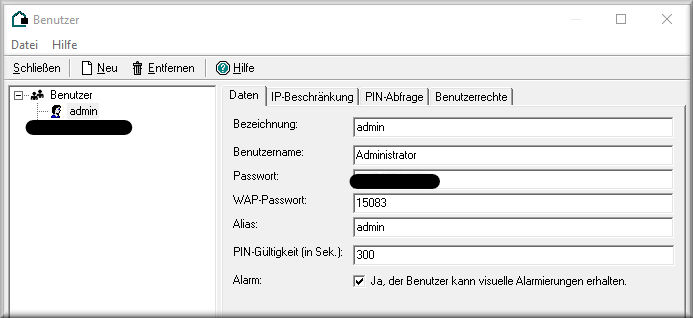 Benutzer
Datei Hilfe
Schließen Neu Entfernen Hilfe
Benutzer
admin
Daten IP-Beschränkung PIN-Abfrage Benutzerrechte
Bezeichnung: admin
Benutzername: Administrator
Passwort:
WAP-Passwort: 15083
Alias: admin
PIN-Gültigkeit (in Sek.): 300
Alarm: Ja, der Benutzer kann visuelle Alarmierungen erhalten.